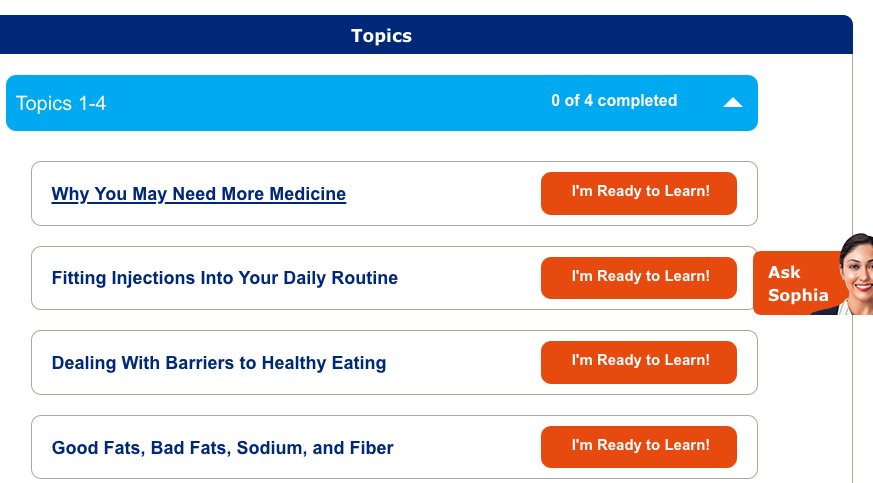 Topics
Topics 1-4
0 of 4 completed
Why You May Need More Medicine
I'm Ready to Learn!
Fitting Injections Into Your Daily Routine
I'm Ready to Learn!
Ask
Sophia
Dealing With Barriers to Healthy Eating
I'm Ready to Learn!
Good Fats, Bad Fats, Sodium, and Fiber
I'm Ready to Learn!